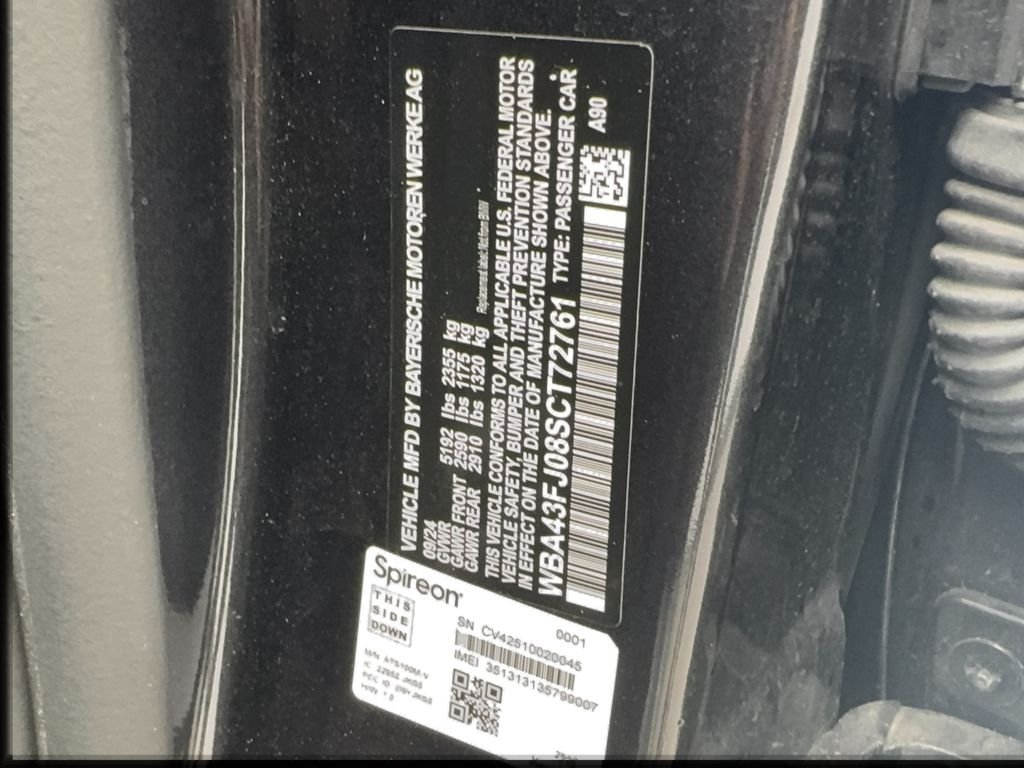 VEHICLE MFD BY BAYERISCHE MOTOREN WERKE AG
09/24
GVWR 5192 lbs 2355 kg
GAWR FRONT 2590 lbs 1175 kg
GAWR REAR 2910 lbs 1320 kg
THIS VEHICLE CONFORMS TO ALL APPLICABLE U.S. FEDERAL MOTOR
VEHICLE SAFETY, BUMPER AND THEFT PREVENTION STANDARDS
IN EFFECT ON THE DATE OF MANUFACTURE SHOWN ABOVE.
WBA43FJ08SCT72761 TYPE: PASSENGER CAR
A90
Spireon
THIS
SIDE
DOWN
0001
SN CV42510020045
IMEI 351313135799007